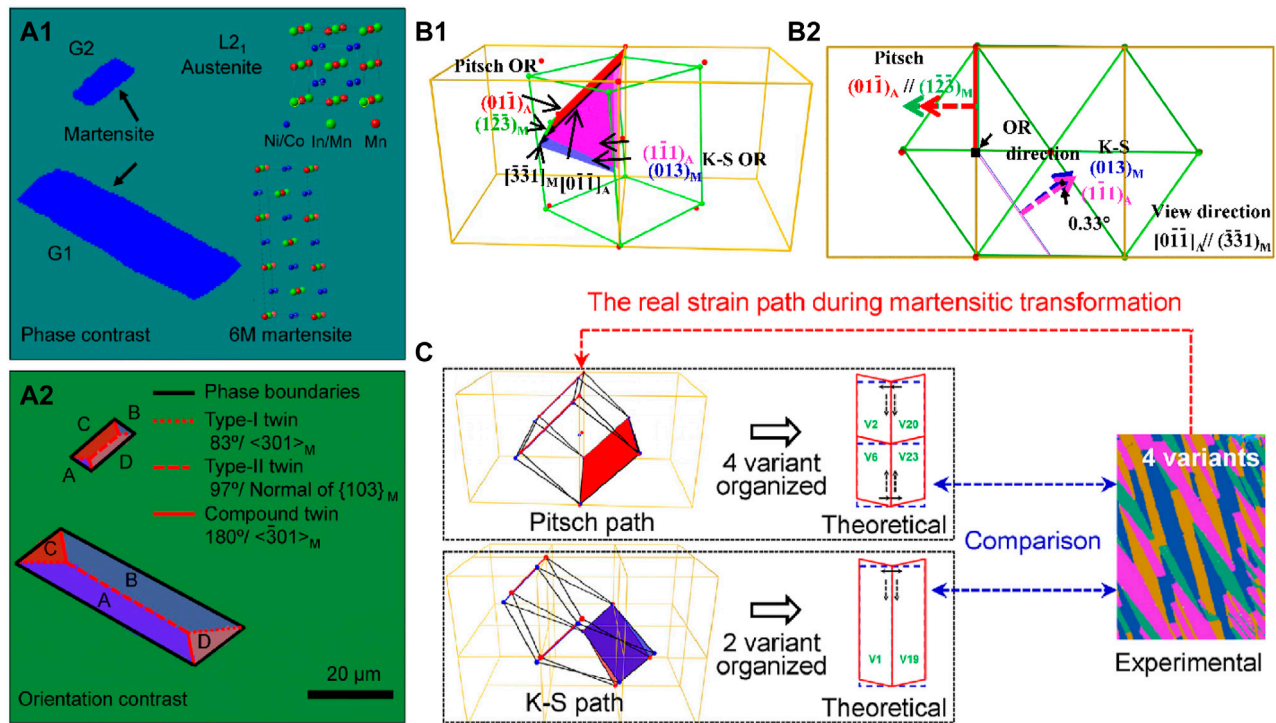 A1
G2
L2₁
Austenite
Martensite
Ni/Co In/Mn Mn
G1
Phase contrast
6M martensite
A2
Phase boundaries
C
B
Type-I twin
83º/ <301>M
A
D
Type-II twin
97º/ Normal of {103}M
Compound twin
180º/ <3̄01>M
C
B
A
D
20 µm
Orientation contrast
B1
Pitsch OR
(011̄)A
(12̄3̄)M
(11̄1)A
K-S OR
(013)M
[3̄3̄1]M
[01̄1̄]A
B2
Pitsch
(011̄)A // (12̄3̄)M
OR
direction
K-S
(013)M
(11̄1)A
0.33°
View direction
[01̄1̄]A// (3̄3̄1)M
The real strain path during martensitic transformation
C
V2 V20
4 variant
organized
V6 V23
Pitsch path
Theoretical
4 variants
Comparison
2 variant
organized
V1 V19
K-S path
Theoretical
Experimental